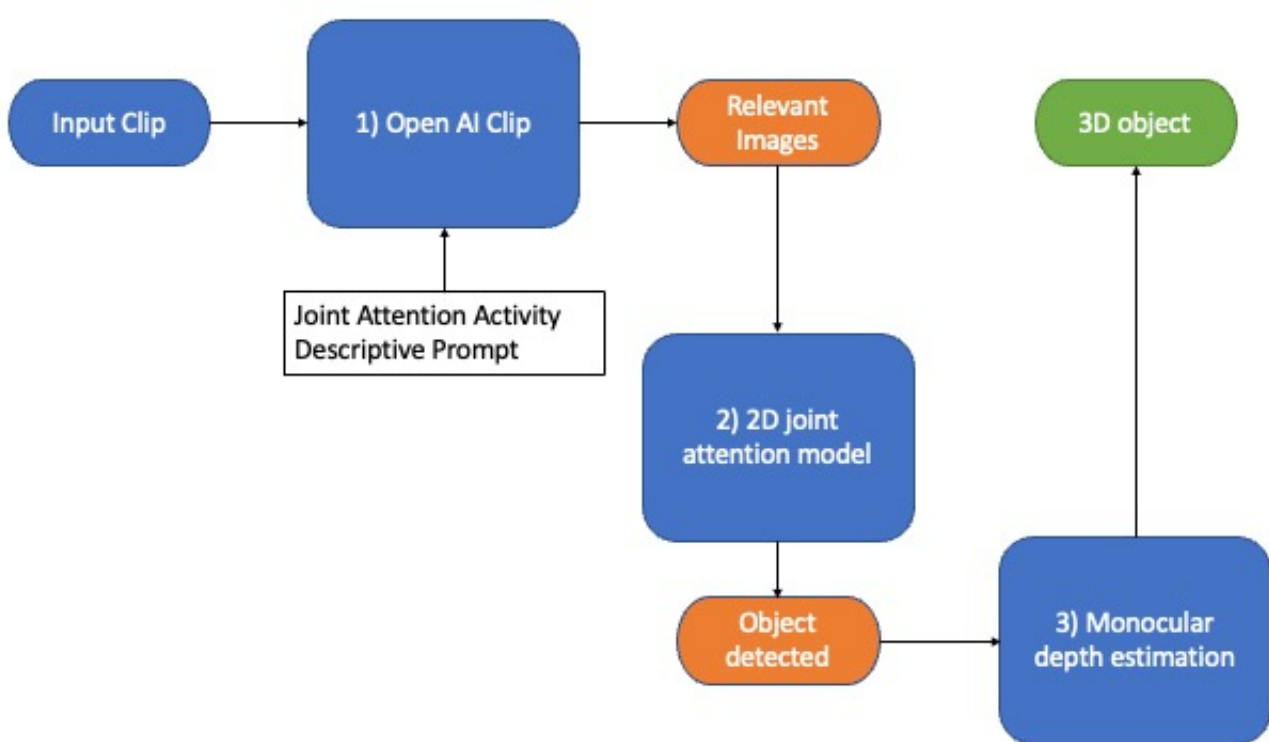 Input Clip
1) Open AI Clip
Relevant
Images
3D object
Joint Attention Activity
Descriptive Prompt
2) 2D joint
attention model
Object
detected
3) Monocular
depth estimation